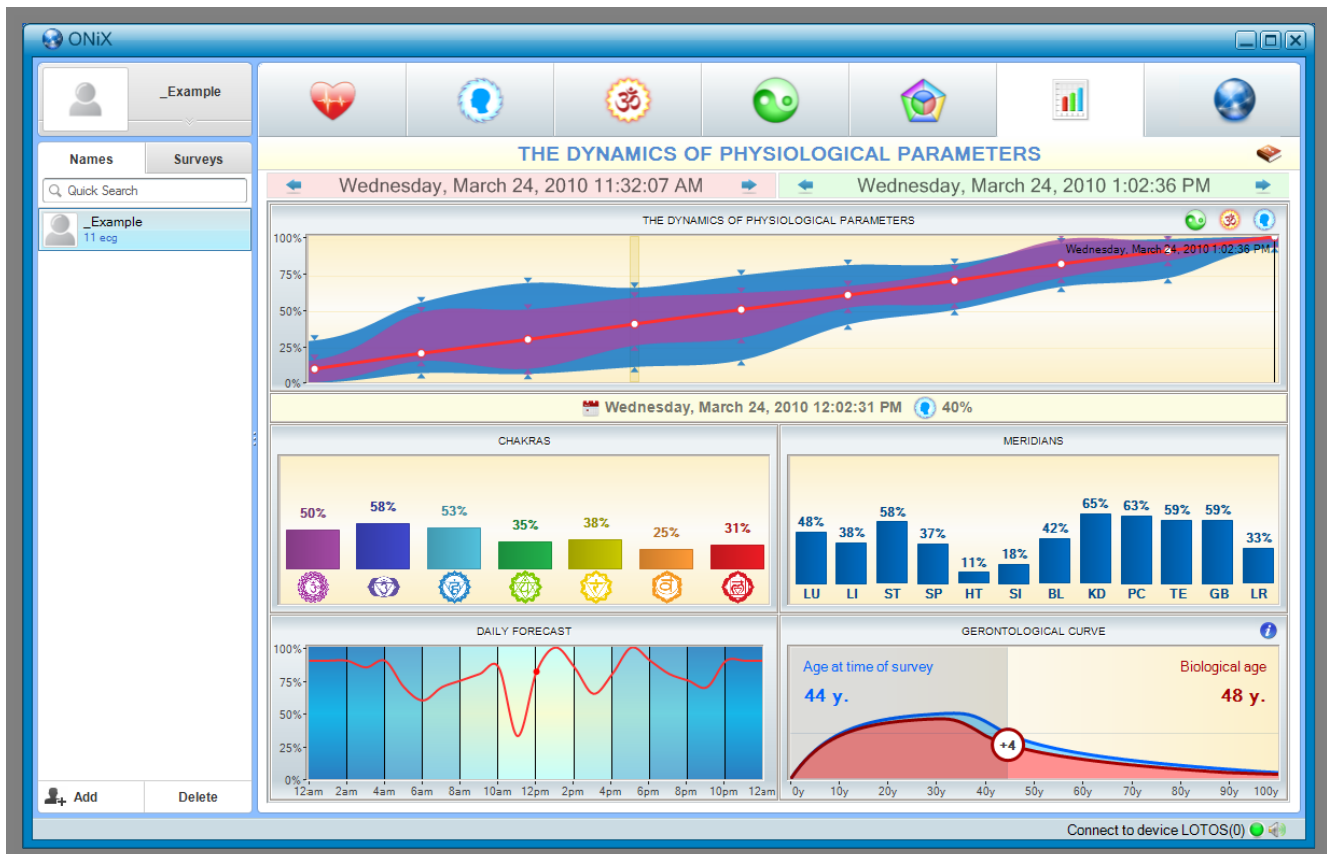 ONiX
_Example
Names Surveys
Quick Search
_Example
11 ecg
Add Delete
THE DYNAMICS OF PHYSIOLOGICAL PARAMETERS
Wednesday, March 24, 2010 11:32:07 AM Wednesday, March 24, 2010 1:02:36 PM
THE DYNAMICS OF PHYSIOLOGICAL PARAMETERS
100%
Wednesday, March 24, 2010 1:02:36 PM
75%
50%
25%
0%
Wednesday, March 24, 2010 12:02:31 PM 40%
CHAKRAS
50% 58% 53% 35% 38% 25% 31%
MERIDIANS
48% 38% 58% 37% 11% 18% 42% 65% 63% 59% 59% 33%
LU LI ST SP HT SI BL KD PC TE GB LR
DAILY FORECAST
100%
75%
50%
25%
0%
12am 2am 4am 6am 8am 10am 12pm 2pm 4pm 6pm 8pm 10pm 12am
GERONTOLOGICAL CURVE
Age at time of survey Biological age
44 y. 48 y.
+4
0y 10y 20y 30y 40y 50y 60y 70y 80y 90y 100y
Connect to device LOTOS(0)